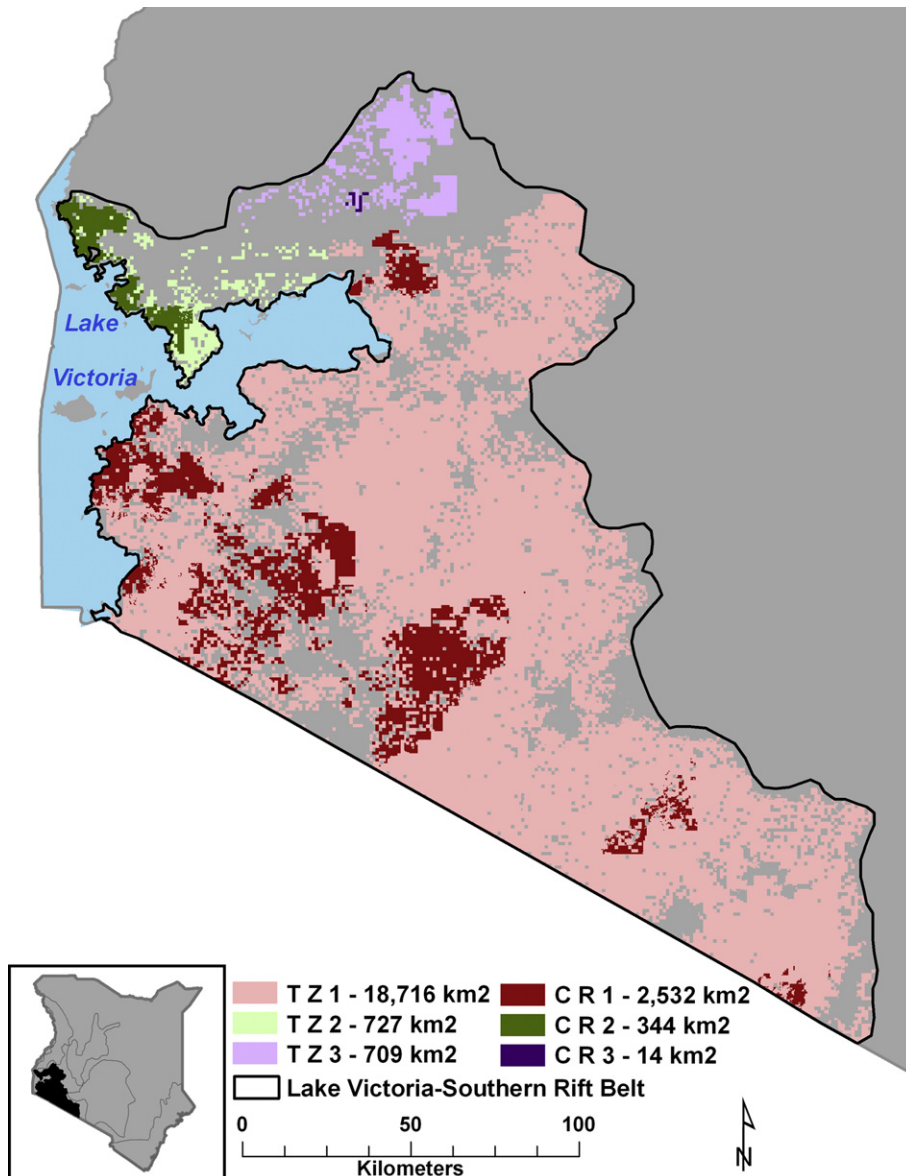 Lake
Victoria
T Z 1 - 18,716 km2
C R 1 - 2,532 km2
T Z 2 - 727 km2
C R 2 - 344 km2
T Z 3 - 709 km2
C R 3 - 14 km2
Lake Victoria-Southern Rift Belt
0 50 100
Kilometers
N